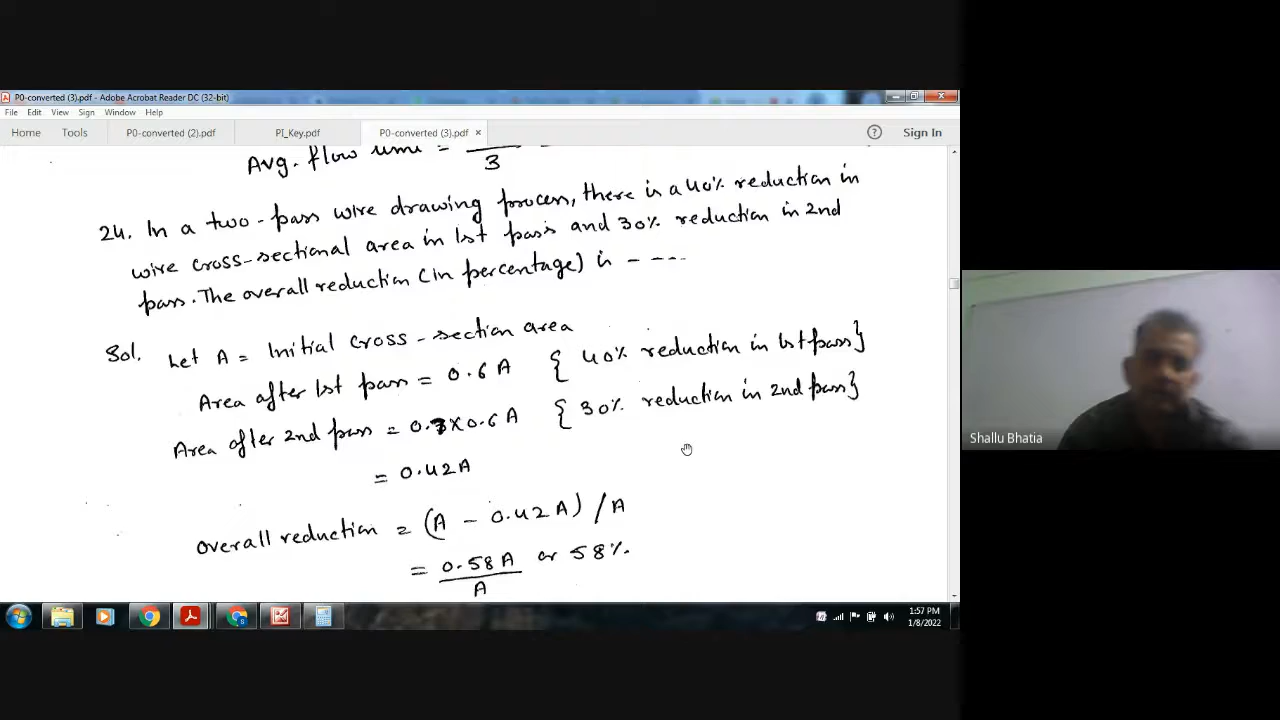 P0-converted (3).pdf - Adobe Acrobat Reader DC (32-bit)
File Edit View Sign Window Help
Home Tools P0-converted (2).pdf PI_Key.pdf P0-converted (3).pdf × ? Sign In
Avg. flow time =
3
24. In a two-pass wire drawing process, there is a 40% reduction in
wire cross-sectional area in 1st pass and 30% reduction in 2nd
pass. The overall reduction (in percentage) is ----
Sol. Let A = Initial cross-section area
Area after 1st pass = 0.6 A { 40% reduction in 1st pass}
Area after 2nd pass = 0.7×0.6 A { 30% reduction in 2nd pass}
= 0.42A
overall reduction = (A - 0.42A) / A
= 0.58A or 58%.
A
Shallu Bhatia
1:57 PM
1/8/2022